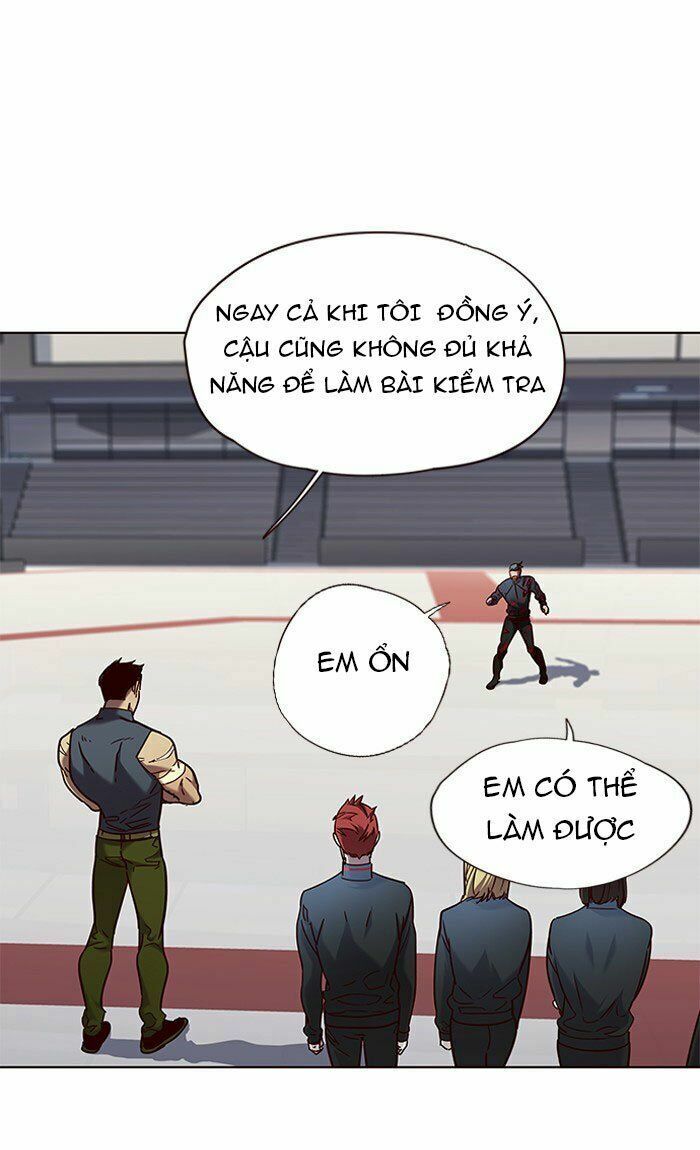 NGAY CẢ KHI TÔI ĐỒNG Ý,
CẬU CŨNG KHÔNG ĐỦ KHẢ
NĂNG ĐỂ LÀM BÀI KIỂM TRA
EM ỔN
EM CÓ THỂ
LÀM ĐƯỢC